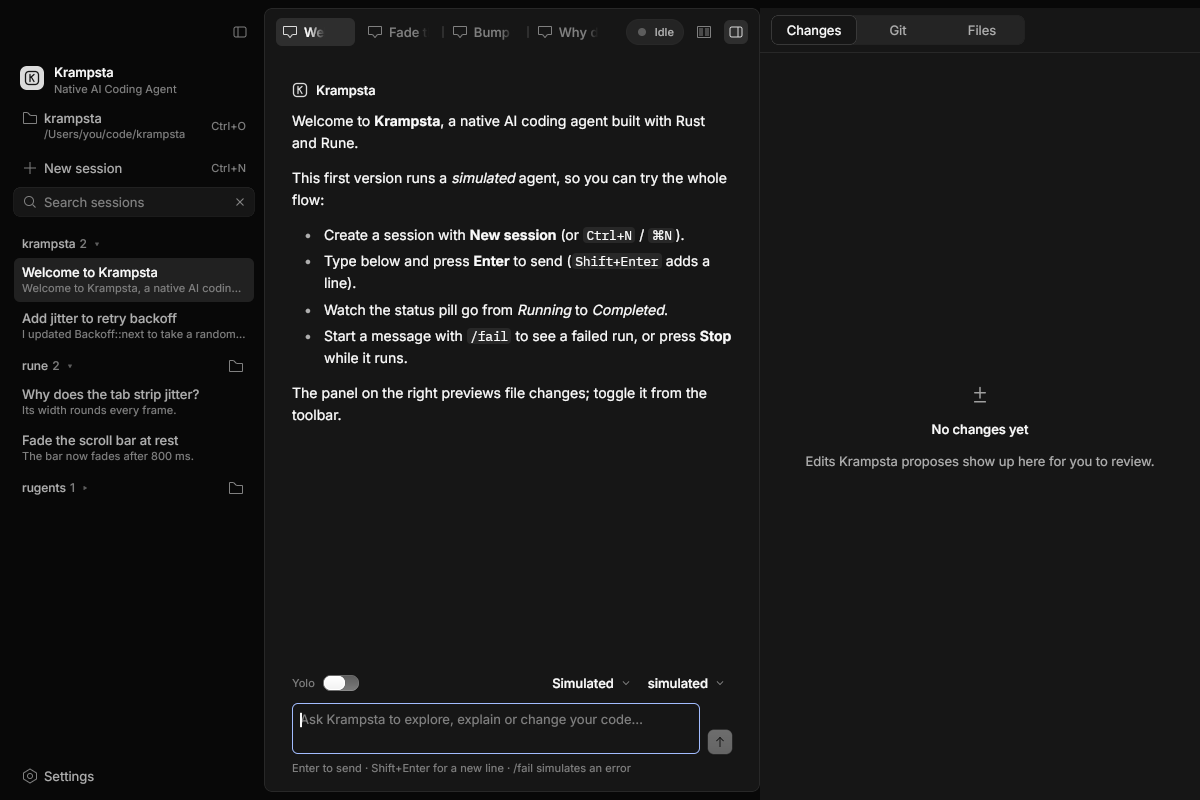 Krampsta
Native AI Coding Agent
krampsta
/Users/you/code/krampsta
Ctrl+O
New session
Ctrl+N
Search sessions
krampsta 2
Welcome to Krampsta
Welcome to Krampsta, a native AI codin...
Add jitter to retry backoff
I updated Backoff::next to take a random...
rune 2
Why does the tab strip jitter?
Its width rounds every frame.
Fade the scroll bar at rest
The bar now fades after 800 ms.
rugents 1
Settings
We
Fade t
Bump
Why d
Idle
Krampsta
Welcome to Krampsta, a native AI coding agent built with Rust
and Rune.
This first version runs a simulated agent, so you can try the whole
flow:
• Create a session with New session (or Ctrl+N / ⌘N).
• Type below and press Enter to send ( Shift+Enter adds a
line).
• Watch the status pill go from Running to Completed.
• Start a message with /fail to see a failed run, or press Stop
while it runs.
The panel on the right previews file changes; toggle it from the
toolbar.
Yolo
Simulated
simulated
Ask Krampsta to explore, explain or change your code...
Enter to send · Shift+Enter for a new line · /fail simulates an error
Changes
Git
Files
No changes yet
Edits Krampsta proposes show up here for you to review.